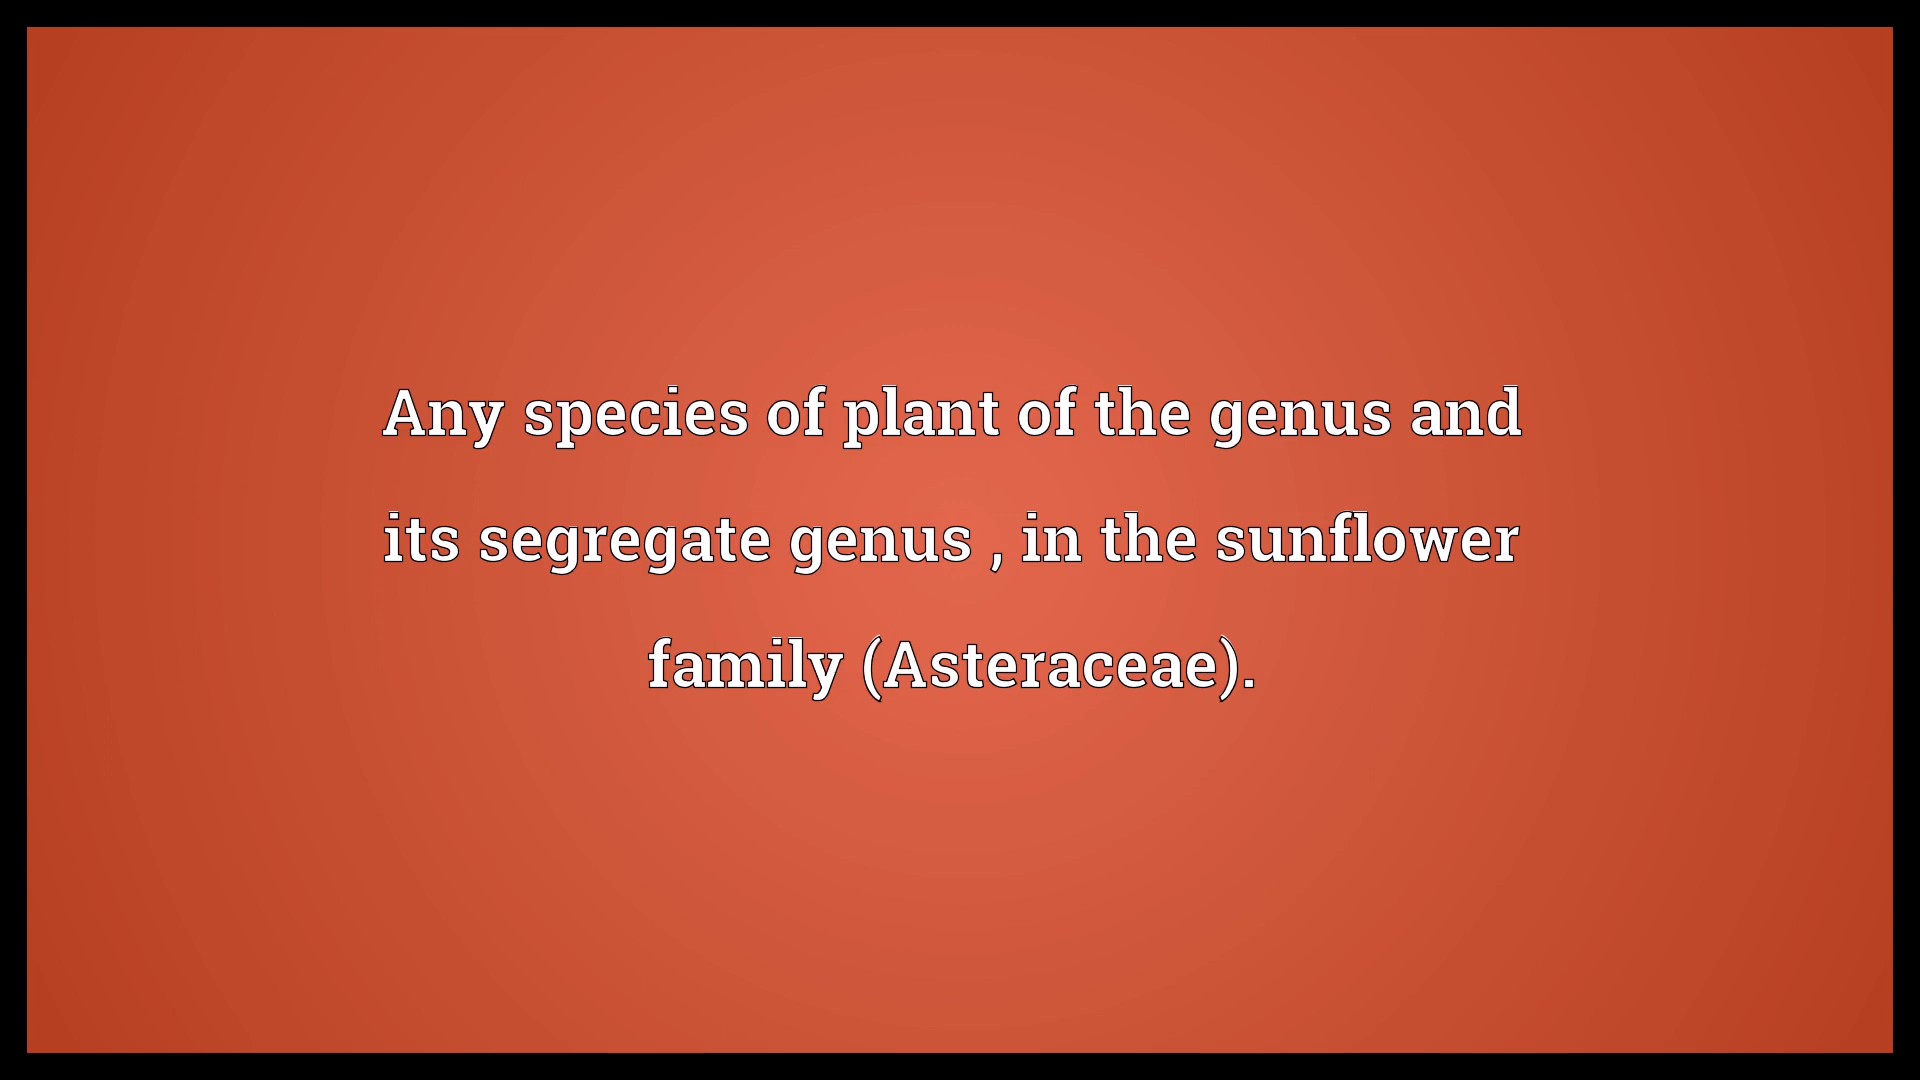 Any species of plant of the genus and
its segregate genus , in the sunflower
family (Asteraceae).